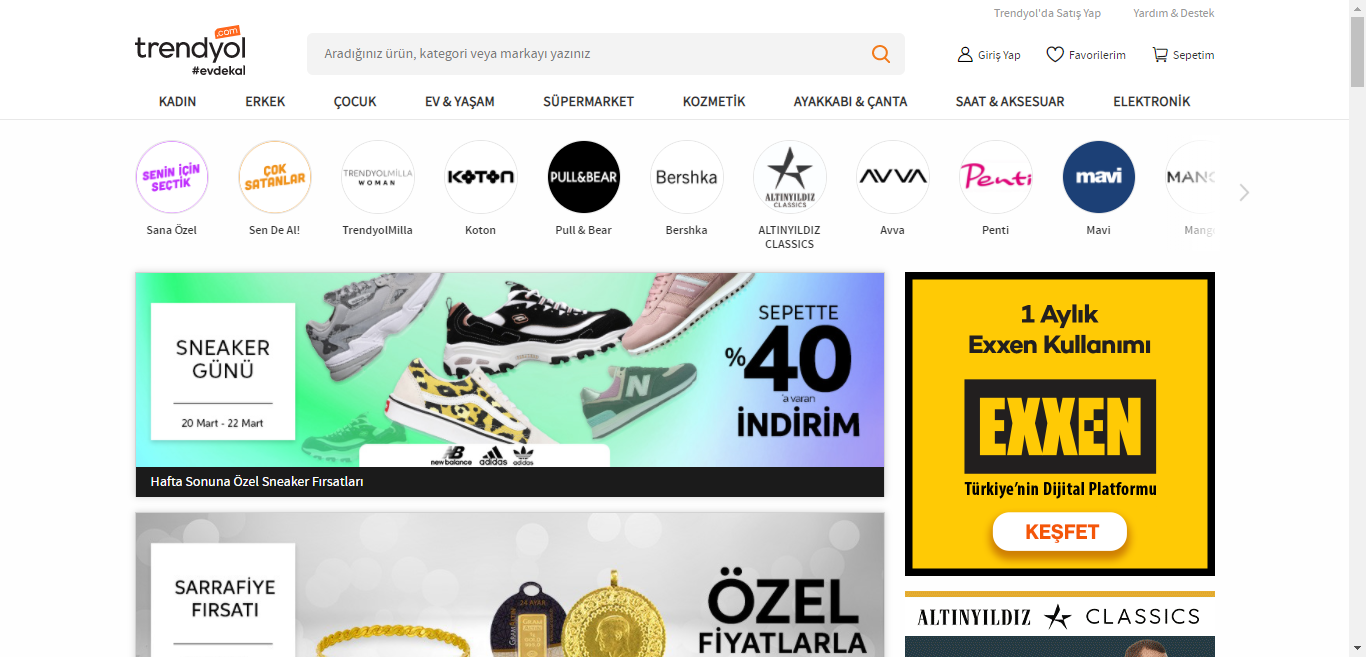 Trendyol'da Satış Yap
Yardım & Destek
.com
trendyol
#evdekal
Aradığınız ürün, kategori veya markayı yazınız
Giriş Yap
Favorilerim
Sepetim
KADIN
ERKEK
ÇOCUK
EV & YAŞAM
SÜPERMARKET
KOZMETİK
AYAKKABI & ÇANTA
SAAT & AKSESUAR
ELEKTRONİK
SENİN İÇİN
SEÇTİK
ÇOK
SATANLAR
TRENDYOLMİLLA
WOMAN
KOTON
PULL&BEAR
Bershka
ALTINYILDIZ
CLASSICS
AVVA
Penti
mavi
MANG
Sana Özel
Sen De Al!
TrendyolMilla
Koton
Pull & Bear
Bershka
ALTINYILDIZ
CLASSICS
Avva
Penti
Mavi
Mang
SNEAKER
GÜNÜ
20 Mart - 22 Mart
SEPETTE
%40
'a varan
İNDİRİM
N
new balance
adidas
adidas
Hafta Sonuna Özel Sneaker Fırsatları
1 Aylık
Exxen Kullanımı
EXXEN
Türkiye'nin Dijital Platformu
KEŞFET
SARRAFİYE
FIRSATI
24 AYAR
ÖZEL
FİYATLARLA
ALTINYILDIZ CLASSICS